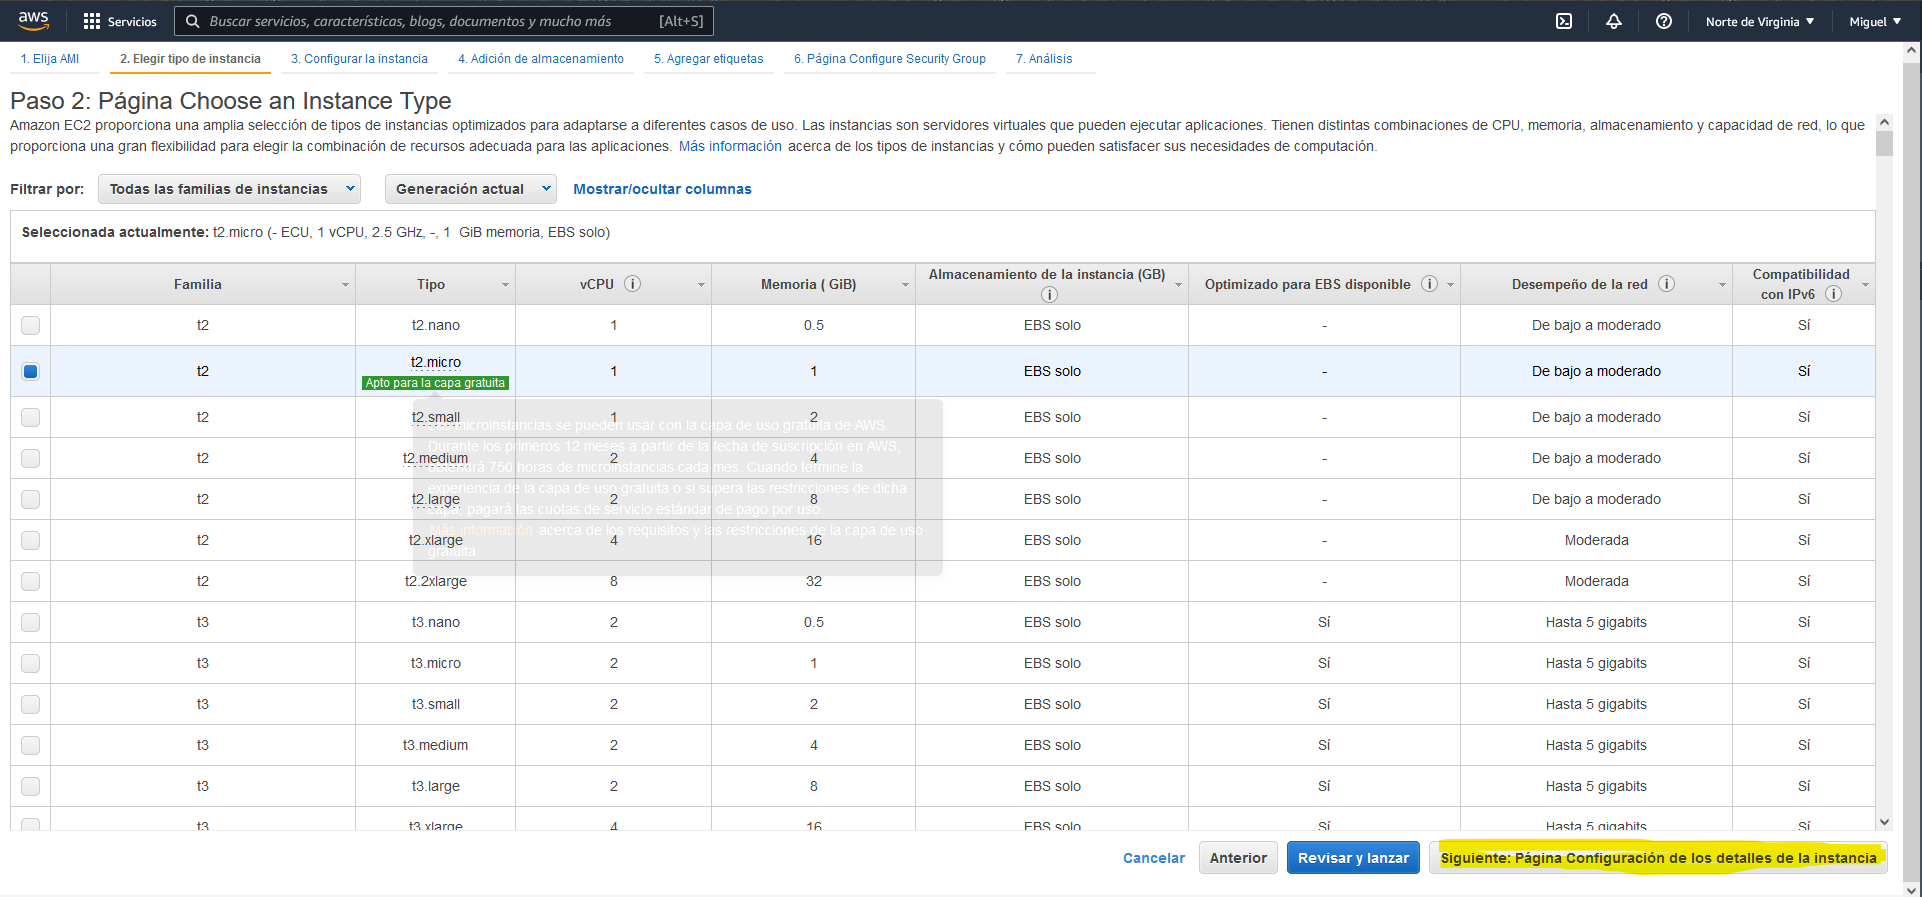 aws Servicios Buscar servicios, características, blogs, documentos y mucho más [Alt+S] Norte de Virginia Miguel
1. Elija AMI 2. Elegir tipo de instancia 3. Configurar la instancia 4. Adición de almacenamiento 5. Agregar etiquetas 6. Página Configure Security Group 7. Análisis
Paso 2: Página Choose an Instance Type
Amazon EC2 proporciona una amplia selección de tipos de instancias optimizados para adaptarse a diferentes casos de uso. Las instancias son servidores virtuales que pueden ejecutar aplicaciones. Tienen distintas combinaciones de CPU, memoria, almacenamiento y capacidad de red, lo que
proporciona una gran flexibilidad para elegir la combinación de recursos adecuada para las aplicaciones. Más información acerca de los tipos de instancias y cómo pueden satisfacer sus necesidades de computación.
Filtrar por: Todas las familias de instancias Generación actual Mostrar/ocultar columnas
Seleccionada actualmente: t2.micro (- ECU, 1 vCPU, 2.5 GHz, -, 1 GiB memoria, EBS solo)
Familia Tipo vCPU Memoria ( GiB) Almacenamiento de la instancia (GB) Optimizado para EBS disponible Desempeño de la red Compatibilidad con IPv6
t2 t2.nano 1 0.5 EBS solo - De bajo a moderado Sí
t2 t2.micro 1 1 EBS solo - De bajo a moderado Sí
Apto para la capa gratuita
t2 t2.small 1 2 EBS solo - De bajo a moderado Sí
microinstancias se pueden usar con la capa de uso gratuita de AWS.
Durante los primeros 12 meses a partir de la fecha de suscripción en AWS,
t2 t2.medium 2 4 EBS solo - De bajo a moderado Sí
obtendrá 750 horas de microinstancias cada mes. Cuando termine la
experiencia de la capa de uso gratuita o si supera las restricciones de dicha
t2 t2.large 2 8 EBS solo - De bajo a moderado Sí
capa, pagará las cuotas de servicio estándar de pago por uso.
Más información acerca de los requisitos y las restricciones de la capa de uso
t2 t2.xlarge 4 16 EBS solo - Moderada Sí
gratuita
t2 t2.2xlarge 8 32 EBS solo - Moderada Sí
t3 t3.nano 2 0.5 EBS solo Sí Hasta 5 gigabits Sí
t3 t3.micro 2 1 EBS solo Sí Hasta 5 gigabits Sí
t3 t3.small 2 2 EBS solo Sí Hasta 5 gigabits Sí
t3 t3.medium 2 4 EBS solo Sí Hasta 5 gigabits Sí
t3 t3.large 2 8 EBS solo Sí Hasta 5 gigabits Sí
t3 t3.xlarge 4 16 EBS solo Sí Hasta 5 gigabits Sí
Cancelar Anterior Revisar y lanzar Siguiente: Página Configuración de los detalles de la instancia